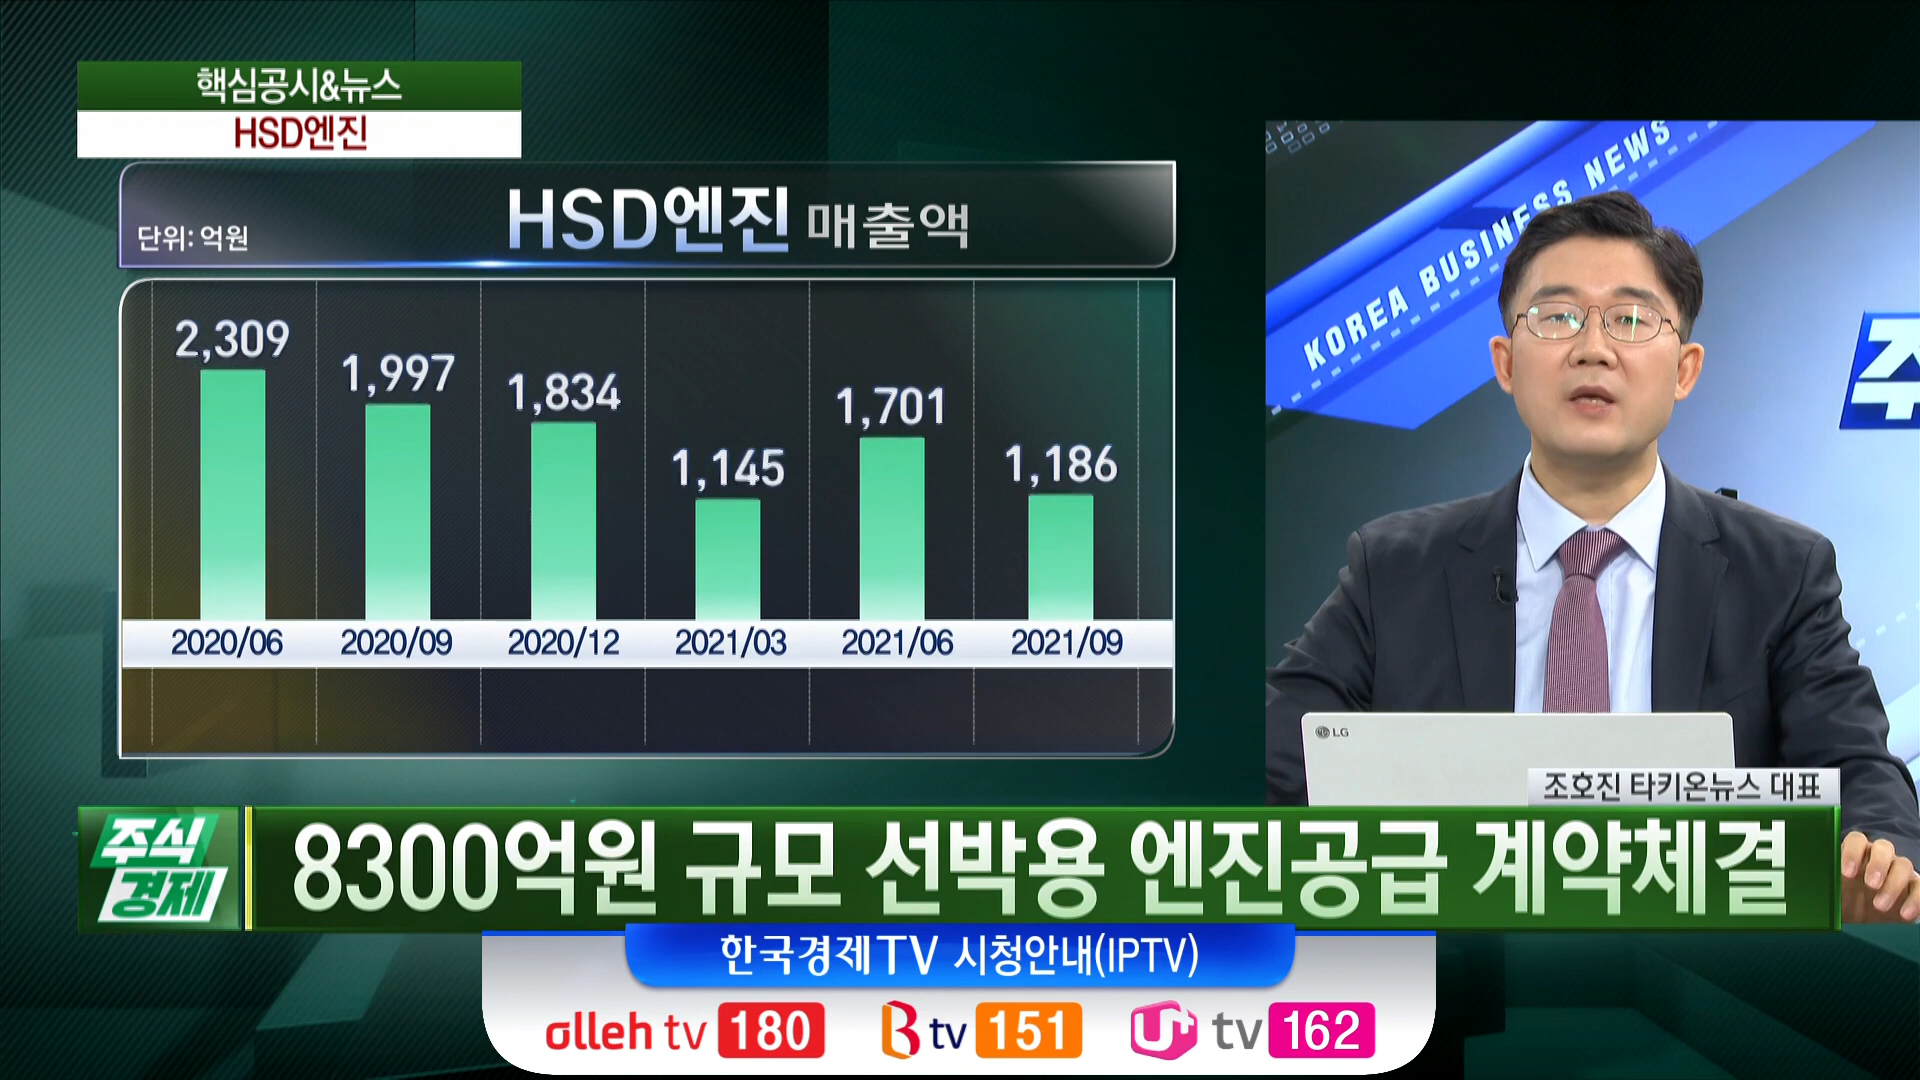 핵심공시&뉴스
HSD엔진
단위: 억원
HSD엔진 매출액
2,309
1,997
1,834
1,145
1,701
1,186
2020/06
2020/09
2020/12
2021/03
2021/06
2021/09
KOREA BUSINESS NEWS
주
LG
조호진 타키온뉴스 대표
주식
경제
8300억원 규모 선박용 엔진공급 계약체결
한국경제TV 시청안내(IPTV)
olleh tv 180
B tv 151
U+ tv 162